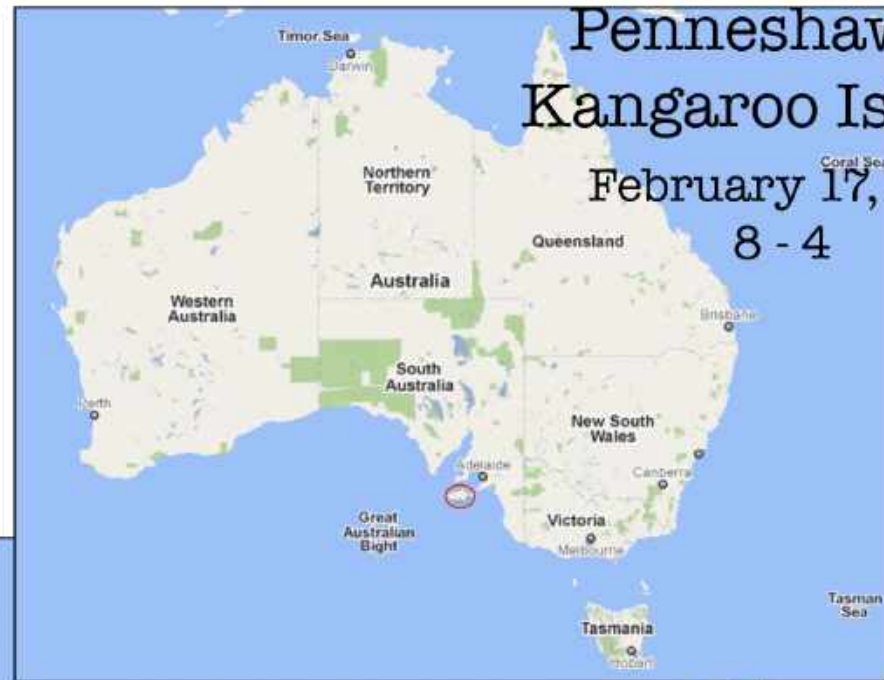 Penneshaw
Kangaroo Is
February 17,
8 - 4
Timor Sea
Darwin
Coral Sea
Northern
Territory
Queensland
Australia
Western
Australia
Brisbane
South
Australia
Perth
New South
Wales
Adelaide
Canberra
Great
Australian
Bight
Victoria
Melbourne
Tasman
Sea
Tasmania
Hobart